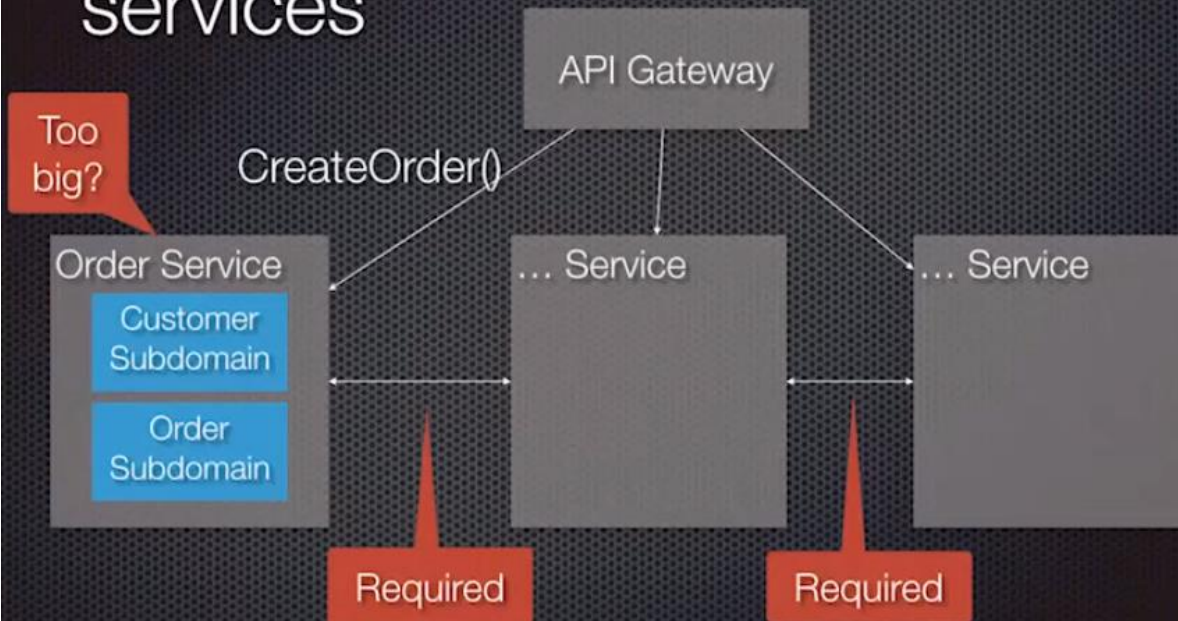 services
API Gateway
Too
big?
CreateOrder()
Order Service
... Service
... Service
Customer
Subdomain
Order
Subdomain
Required
Required